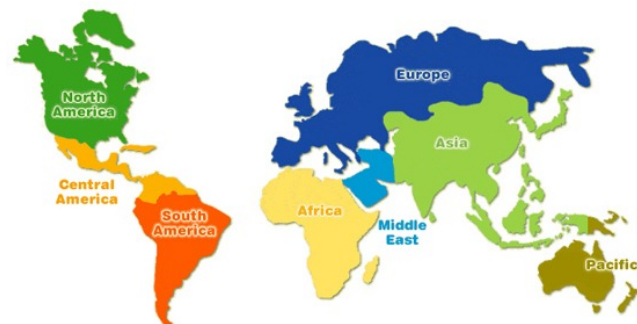 North
America
Central
America
South
America
Europe
Asia
Africa
Middle
East
Pacific